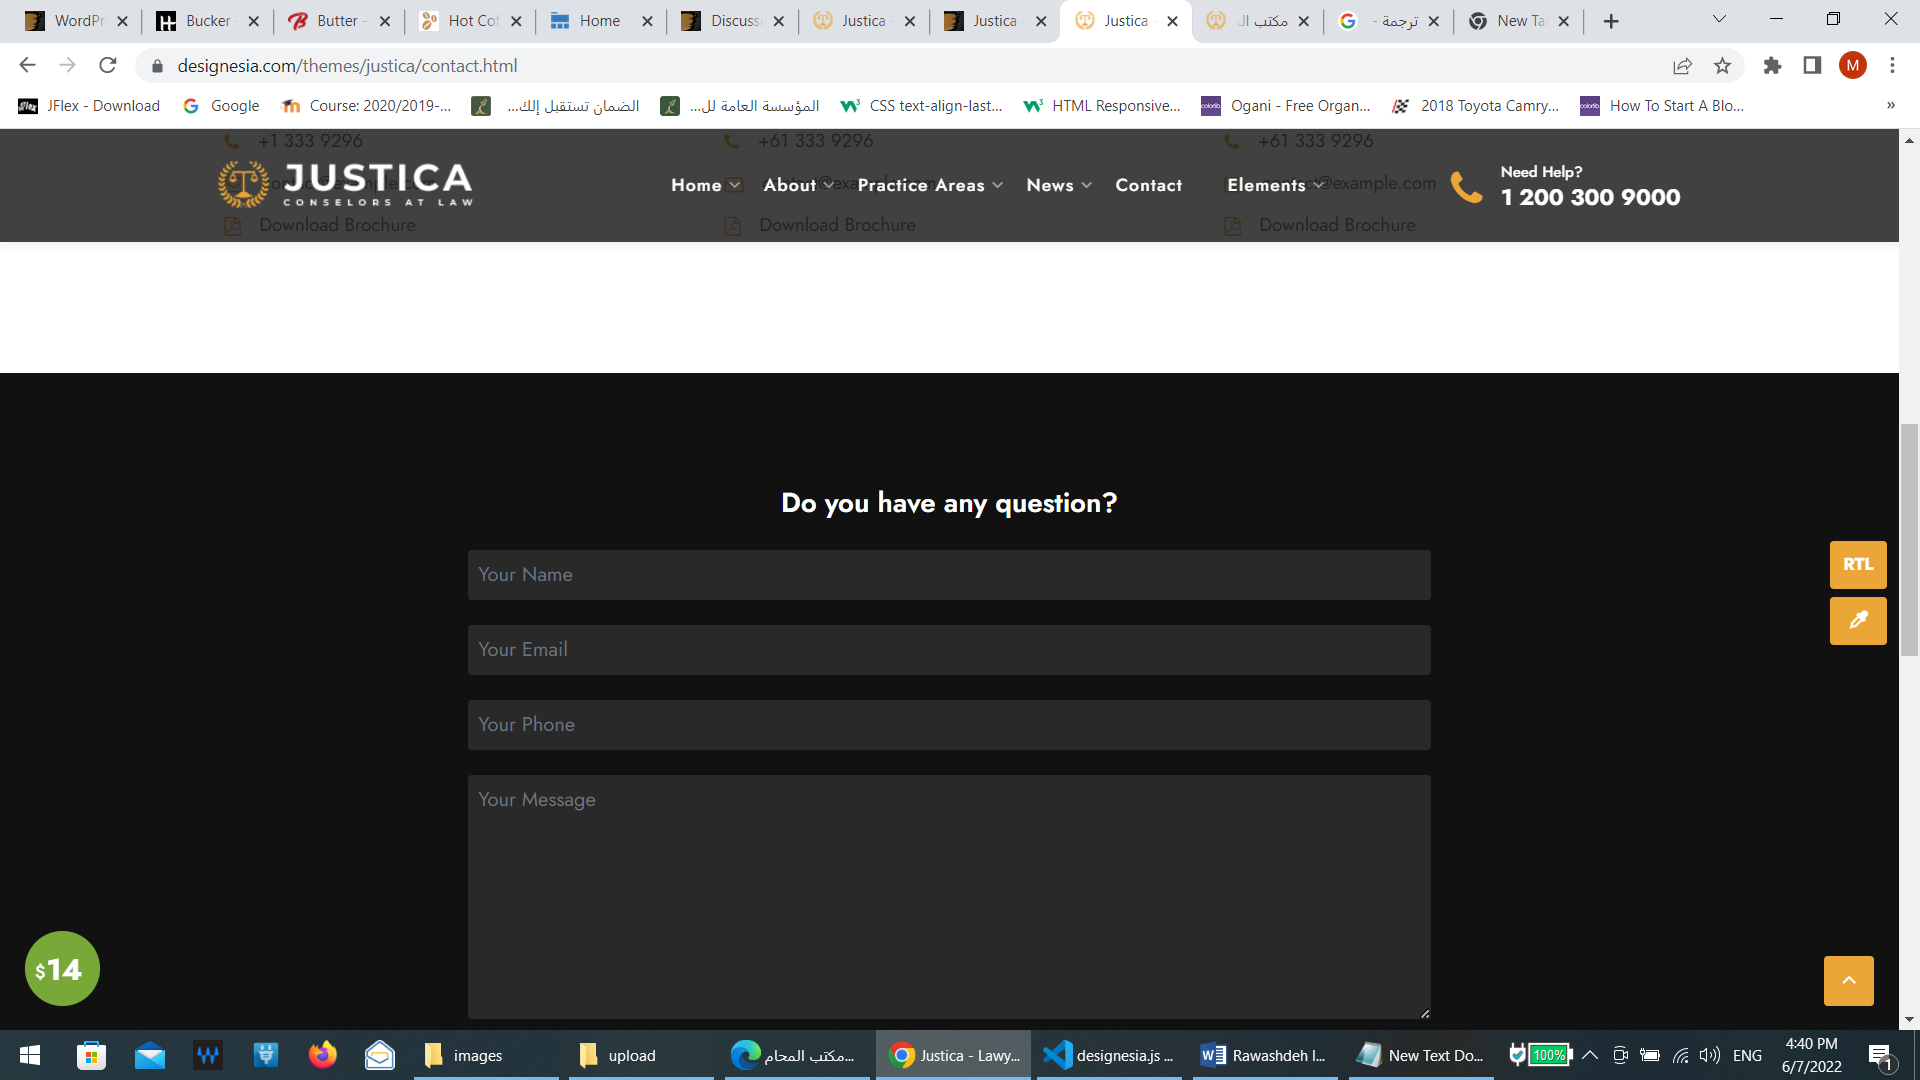 WordPr
Bucker
Butter -
Hot Cof
Home
Discussi
Justica
Justica
Justica -
مكتب ال
ترجمة -
New Ta
designesia.com/themes/justica/contact.html
M
JFlex - Download
Google
Course: 2020/2019-...
الضمان تستقبل إلك...
المؤسسة العامة لل...
CSS text-align-last...
HTML Responsive...
Ogani - Free Organ...
2018 Toyota Camry...
How To Start A Blo...
»
+1 333 9296
+61 333 9296
+61 333 9296
JUSTICA
CONSELORS AT LAW
Home
About
Practice Areas
News
Contact
Elements
Need Help?
1 200 300 9000
Download Brochure
Download Brochure
Download Brochure
Do you have any question?
Your Name
Your Email
Your Phone
Your Message
RTL
$14
images
upload
مكتب المحام...
Justica - Lawy...
designesia.js ...
Rawashdeh l...
New Text Do...
100%
ENG
4:40 PM
6/7/2022
1